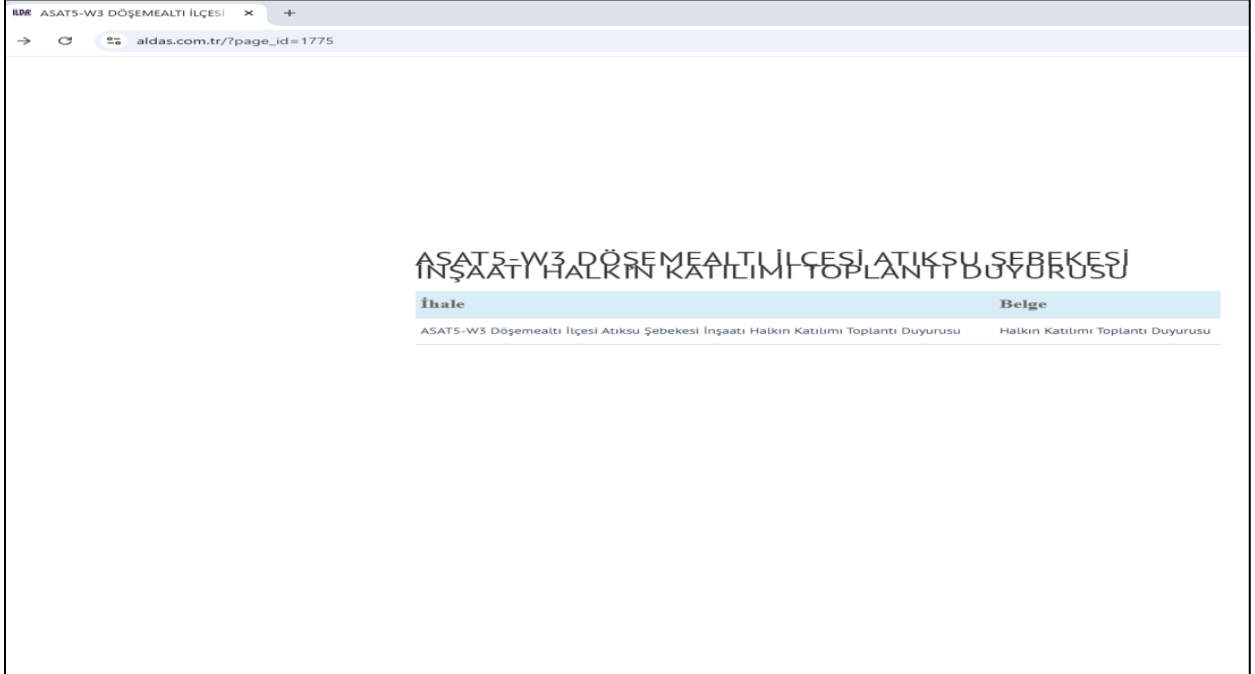 ASAT5-W3 DÖŞEMEALTI İLÇESİ
aldas.com.tr/?page_id=1775
ASAT5-W3 DÖŞEMEALTI İLÇESİ ATIKSU ŞEBEKESİ
İNŞAATI HALKIN KATILIMI TOPLANTI DUYURUSU
İhale Belge
ASAT5-W3 Döşemealtı İlçesi Atıksu Şebekesi İnşaatı Halkın Katılımı Toplantı Duyurusu Halkın Katılımı Toplantı Duyurusu